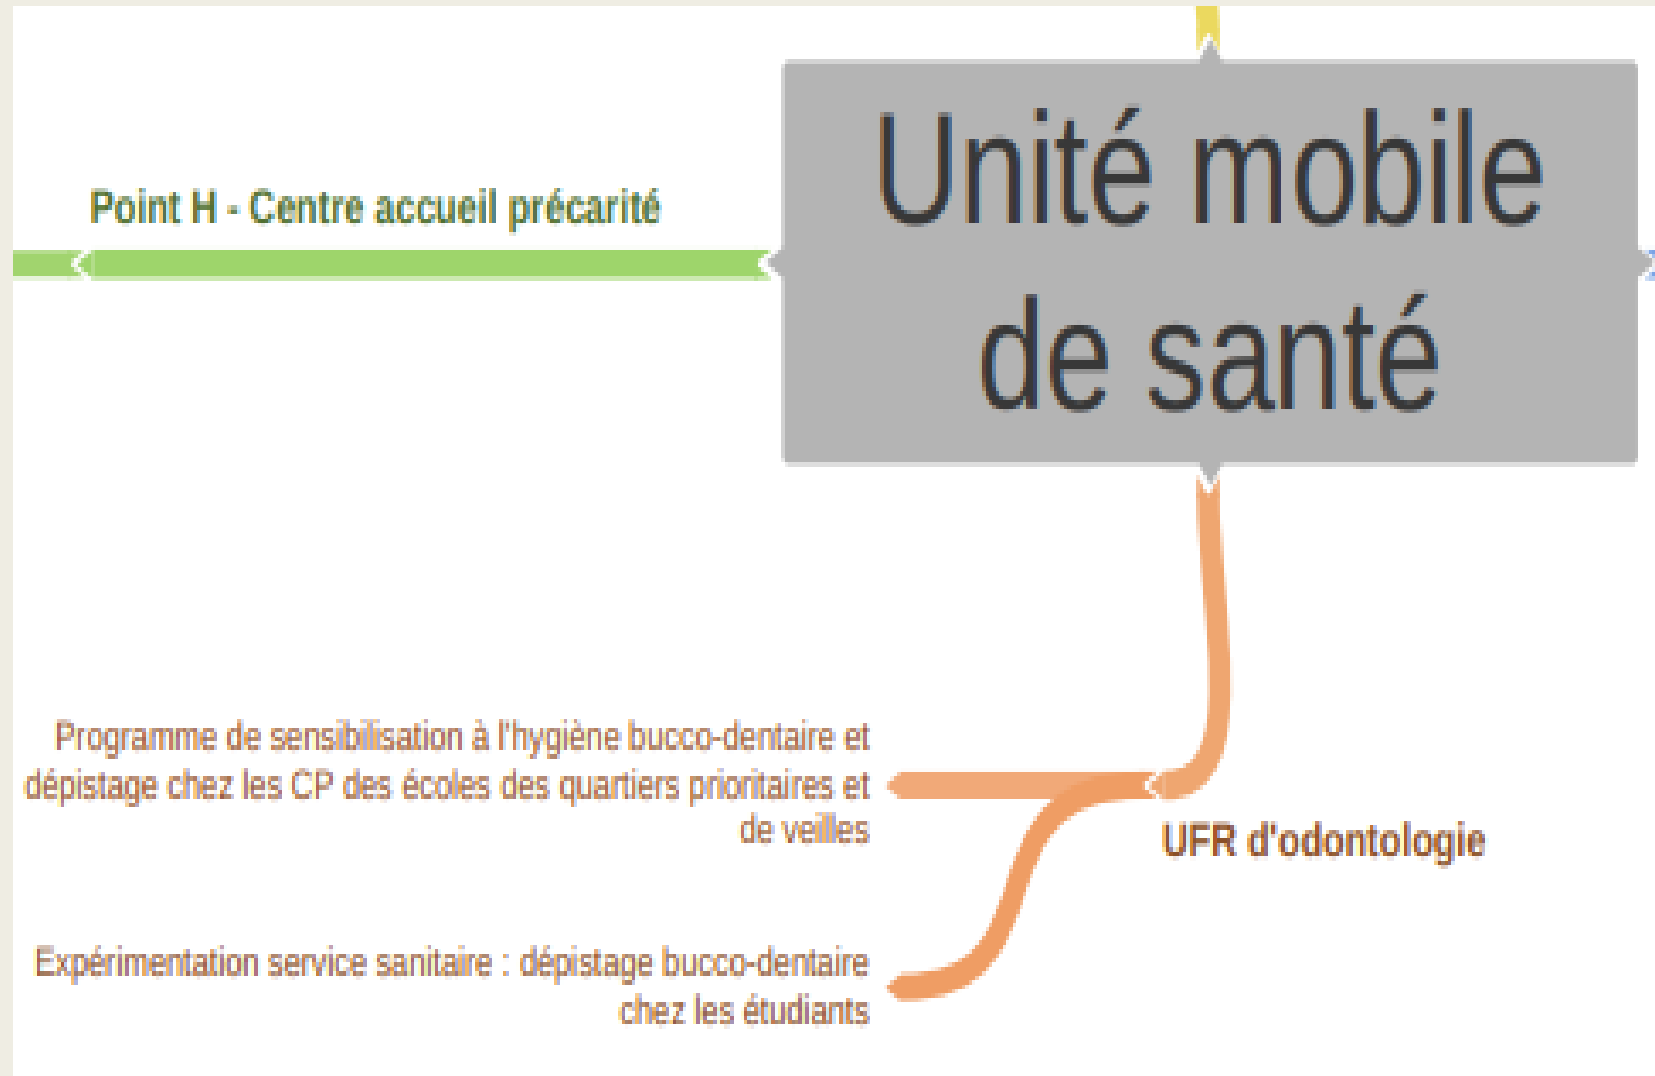 Unité mobile
de santé
Point H - Centre accueil précarité
Programme de sensibilisation à l'hygiène bucco-dentaire et
dépistage chez les CP des écoles des quartiers prioritaires et
de veilles
UFR d'odontologie
Expérimentation service sanitaire : dépistage bucco-dentaire
chez les étudiants